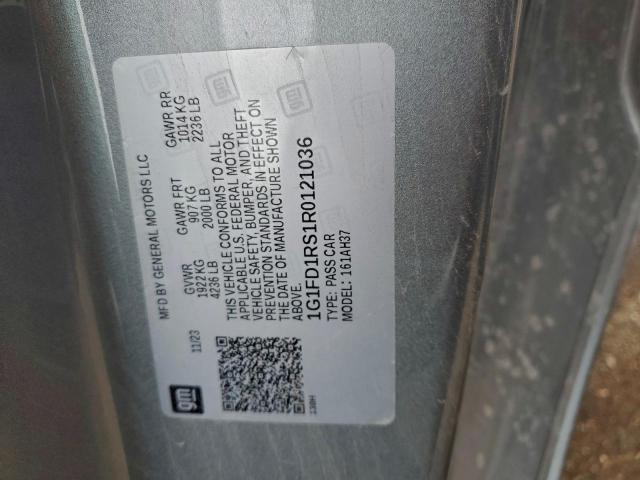 gm
MFD BY GENERAL MOTORS LLC
11/23
GVWR GAWR FRT GAWR RR
1922 KG 907 KG 1014 KG
4236 LB 2000 LB 2236 LB
THIS VEHICLE CONFORMS TO ALL
APPLICABLE U.S. FEDERAL MOTOR
VEHICLE SAFETY, BUMPER, AND THEFT
PREVENTION STANDARDS IN EFFECT ON
THE DATE OF MANUFACTURE SHOWN
ABOVE.
1G1FD1RS1R0121036
TYPE: PASS CAR
MODEL: 161AH37